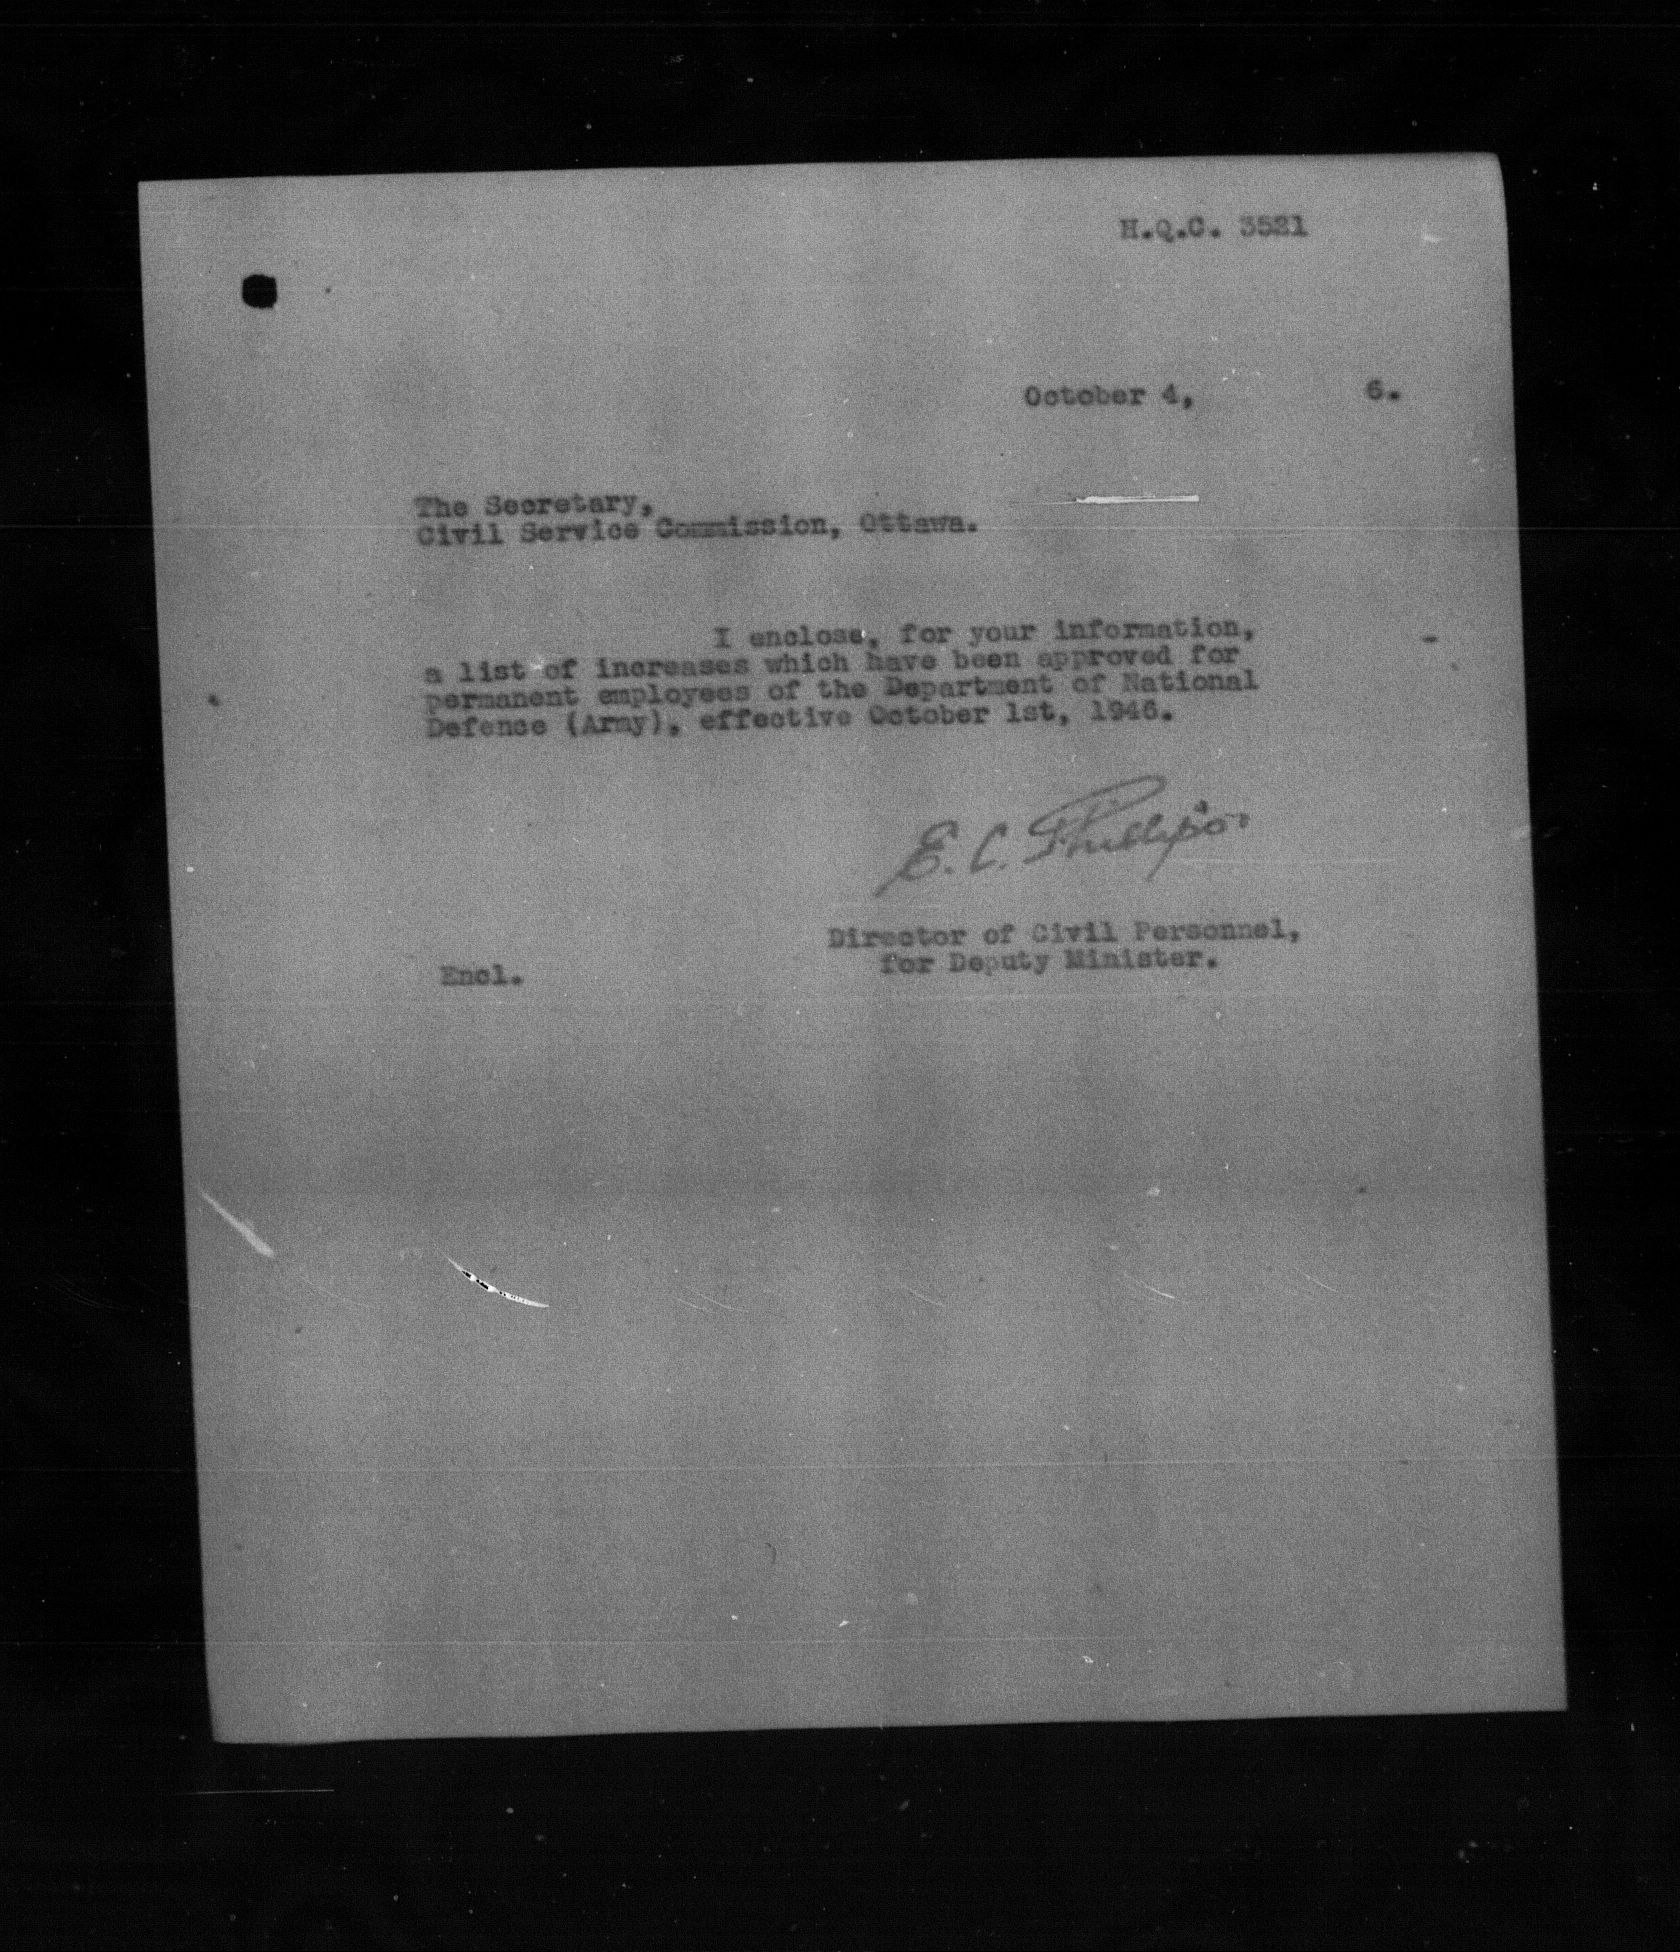 H.Q.C. 3521
October 4, 6.
The Secretary,
Civil Service Commission, Ottawa.
I enclose, for your information,
a list of increases which have been approved for
permanent employees of the Department of National
Defence (Army), effective October 1st, 1946.
E. C. Phillips
Director of Civil Personnel,
for Deputy Minister.
Encl.